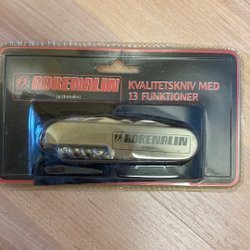 ADRENALIN
KVALITETSKNIV MED
13 FUNKTIONER
ADRENALIN